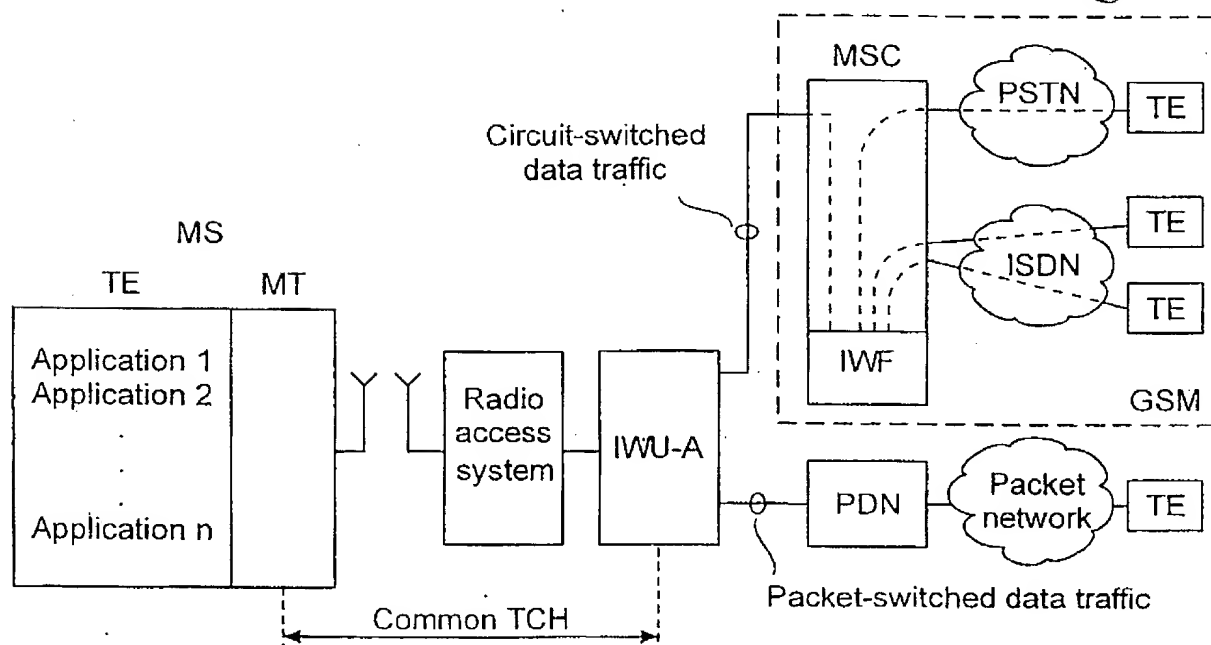 MSC
PSTN
TE
Circuit-switched
data traffic
TE
MS
ISDN
TE MT
TE
Application 1
Application 2
.
.
.
Application n
Radio
access
system
IWU-A
IWF
GSM
PDN
Packet
network
TE
Packet-switched data traffic
Common TCH